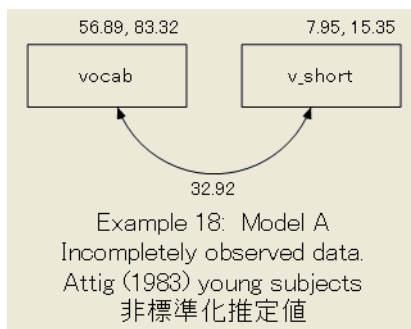 56.89, 83.32 7.95, 15.35
vocab v_short
32.92
Example 18: Model A
Incompletely observed data.
Attig (1983) young subjects
非標準化推定値